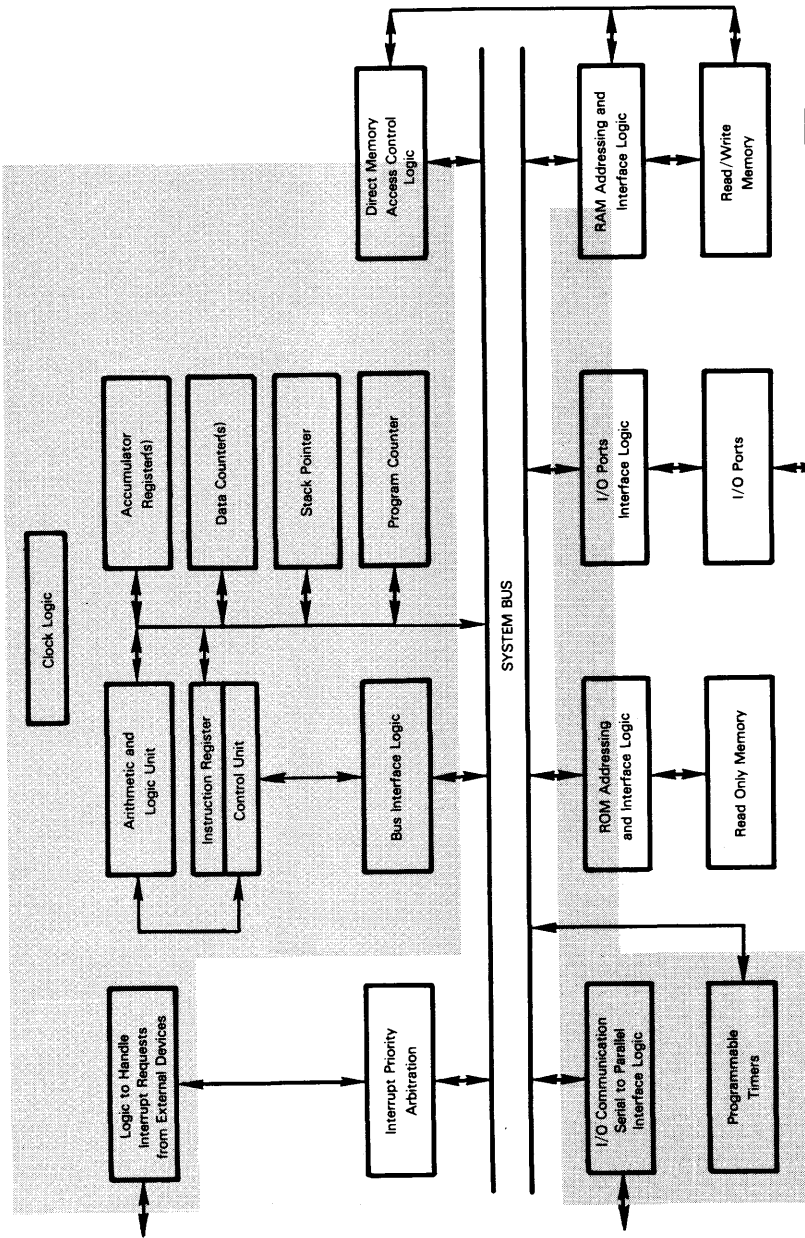 Clock Logic
Logic to Handle
Interrupt Requests
from External Devices
Arithmetic and
Logic Unit
Accumulator
Register(s)
Instruction Register
Control Unit
Data Counter(s)
Stack Pointer
Interrupt Priority
Arbitration
Bus Interface Logic
Program Counter
Direct Memory
Access Control
Logic
SYSTEM BUS
I/O Communication
Serial to Parallel
Interface Logic
ROM Addressing
and Interface Logic
I/O Ports
Interface Logic
RAM Addressing and
Interface Logic
Programmable
Timers
Read Only Memory
I/O Ports
Read/Write
Memory